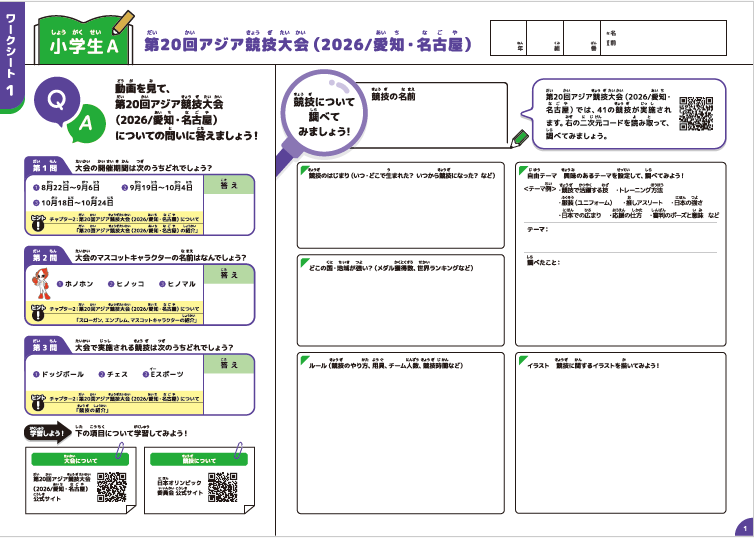 ワークシート 1
小学生A
第20回アジア競技大会(2026/愛知・名古屋)
年
組
番
名前
Q
A
動画を見て、
第20回アジア競技大会
(2026/愛知・名古屋)
についての問いに答えましょう!
第1問
大会の開催期間は次のうちどれでしょう?
❶ 8月22日~9月6日 ❷ 9月19日~10月4日
❸ 10月18日~10月24日
答え
ヒント! チャプター2:第20回アジア競技大会(2026/愛知・名古屋)について
「第20回アジア競技大会(2026/愛知・名古屋)の紹介」
第2問
大会のマスコットキャラクターの名前はなんでしょう?
❶ ホノホン ❷ ヒノッコ ❸ ヒノマル
答え
ヒント! チャプター2:第20回アジア競技大会(2026/愛知・名古屋)について
「スローガン、エンブレム、マスコットキャラクターの紹介」
第3問
大会で実施される競技は次のうちどれでしょう?
❶ ドッジボール ❷ チェス ❸ Eスポーツ
答え
ヒント! チャプター2:第20回アジア競技大会(2026/愛知・名古屋)について
「競技の紹介」
学習しよう! 下の項目について学習してみよう!
大会について
第20回アジア競技大会
(2026/愛知・名古屋)
公式サイト
競技について
日本オリンピック
委員会 公式サイト
競技について
調べて
みましょう!
競技の名前
第20回アジア競技大会(2026/愛知・
名古屋)では、41の競技が実施され
ます。右の二次元コードを読み取って、
調べてみましょう。
競技のはじまり(いつ・どこで生まれた? いつから競技になった? など)
どこの国・地域が強い?(メダル獲得数、世界ランキングなど)
ルール(競技のやり方、用具、チーム人数、競技時間など)
自由テーマ 興味のあるテーマを設定して、調べてみよう!
<テーマ例>・競技で活躍する技 ・トレーニング方法
・服装(ユニフォーム) ・推しアスリート ・日本の強さ
・日本での広まり ・応援の仕方 ・審判のポーズと意味 など
テーマ:
調べたこと:
イラスト 競技に関するイラストを描いてみよう!
1